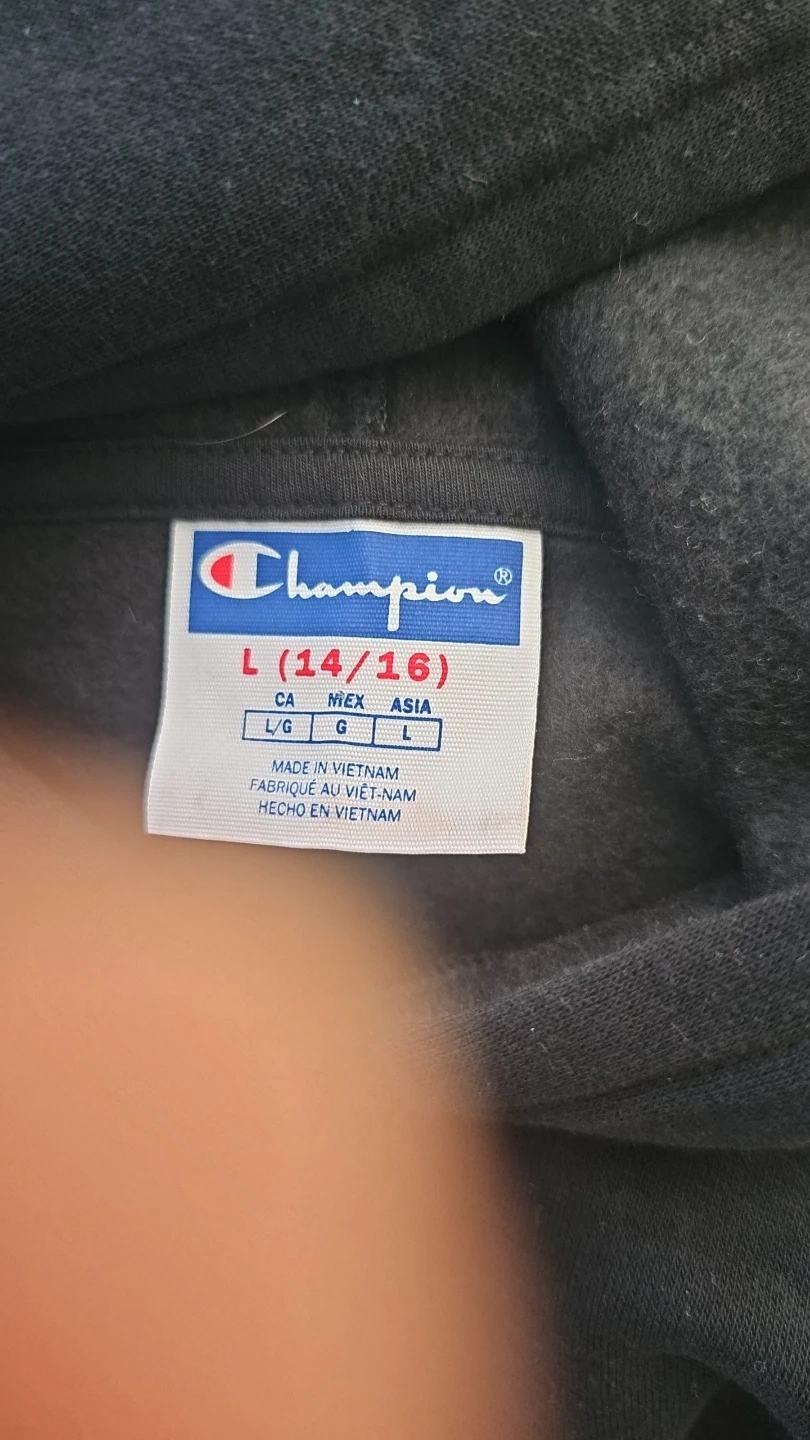 Champion®
L (14/16)
CA MEX ASIA
L/G G L
MADE IN VIETNAM
FABRIQUÉ AU VIÊT-NAM
HECHO EN VIETNAM